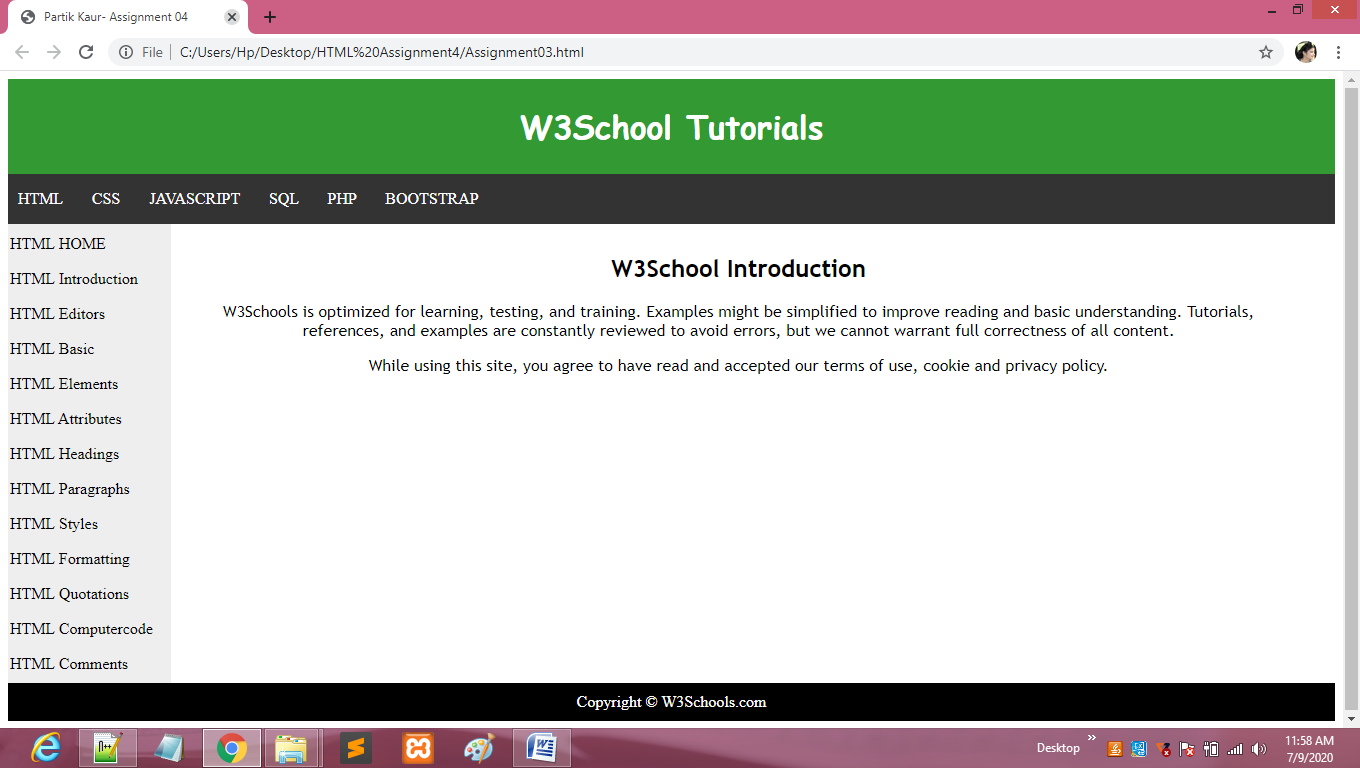 Partik Kaur- Assignment 04
File | C:/Users/Hp/Desktop/HTML%20Assignment4/Assignment03.html
W3School Tutorials
HTML CSS JAVASCRIPT SQL PHP BOOTSTRAP
HTML HOME
HTML Introduction
HTML Editors
HTML Basic
HTML Elements
HTML Attributes
HTML Headings
HTML Paragraphs
HTML Styles
HTML Formatting
HTML Quotations
HTML Computercode
HTML Comments
W3School Introduction
W3Schools is optimized for learning, testing, and training. Examples might be simplified to improve reading and basic understanding. Tutorials,
references, and examples are constantly reviewed to avoid errors, but we cannot warrant full correctness of all content.
While using this site, you agree to have read and accepted our terms of use, cookie and privacy policy.
Copyright © W3Schools.com
Desktop
11:58 AM
7/9/2020